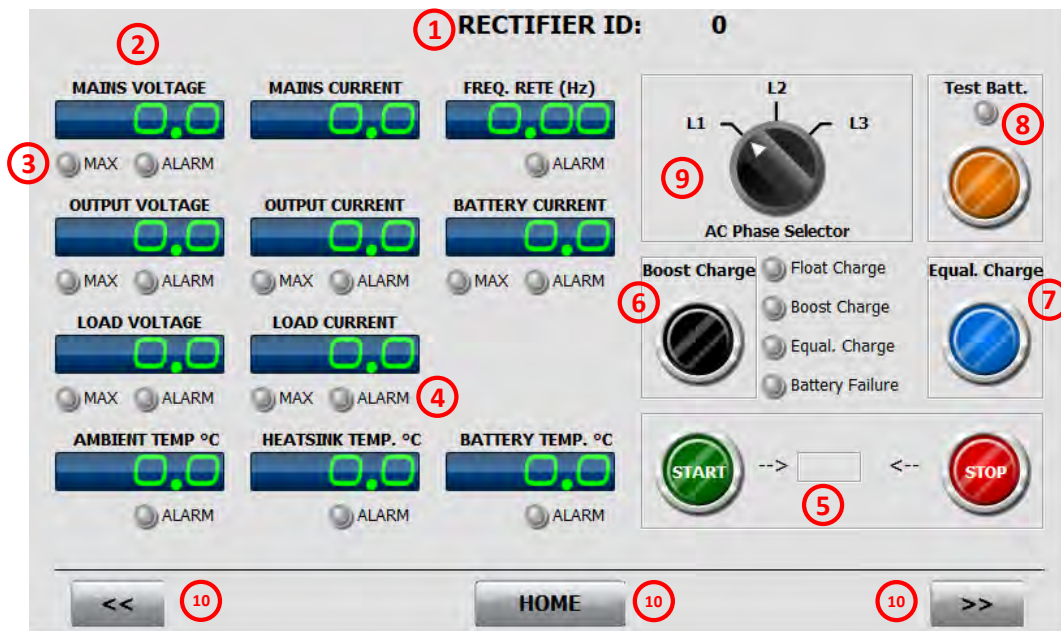 1 RECTIFIER ID: 0
2
MAINS VOLTAGE MAINS CURRENT FREQ. RETE (Hz)
0.0 0.0 0.00
3 MAX ALARM ALARM
OUTPUT VOLTAGE OUTPUT CURRENT BATTERY CURRENT
0.0 0.0 0.0
MAX ALARM MAX ALARM MAX ALARM
LOAD VOLTAGE LOAD CURRENT
0.0 0.0
MAX ALARM MAX ALARM 4
AMBIENT TEMP °C HEATSINK TEMP. °C BATTERY TEMP. °C
0.0 0.0 0.0
ALARM ALARM ALARM
L2
L1 L3
9
AC Phase Selector
Test Batt.
8
Boost Charge
6
Float Charge
Boost Charge
Equal. Charge
Battery Failure
Equal. Charge
7
START --> <-- STOP
5
<< 10 HOME 10 10 >>